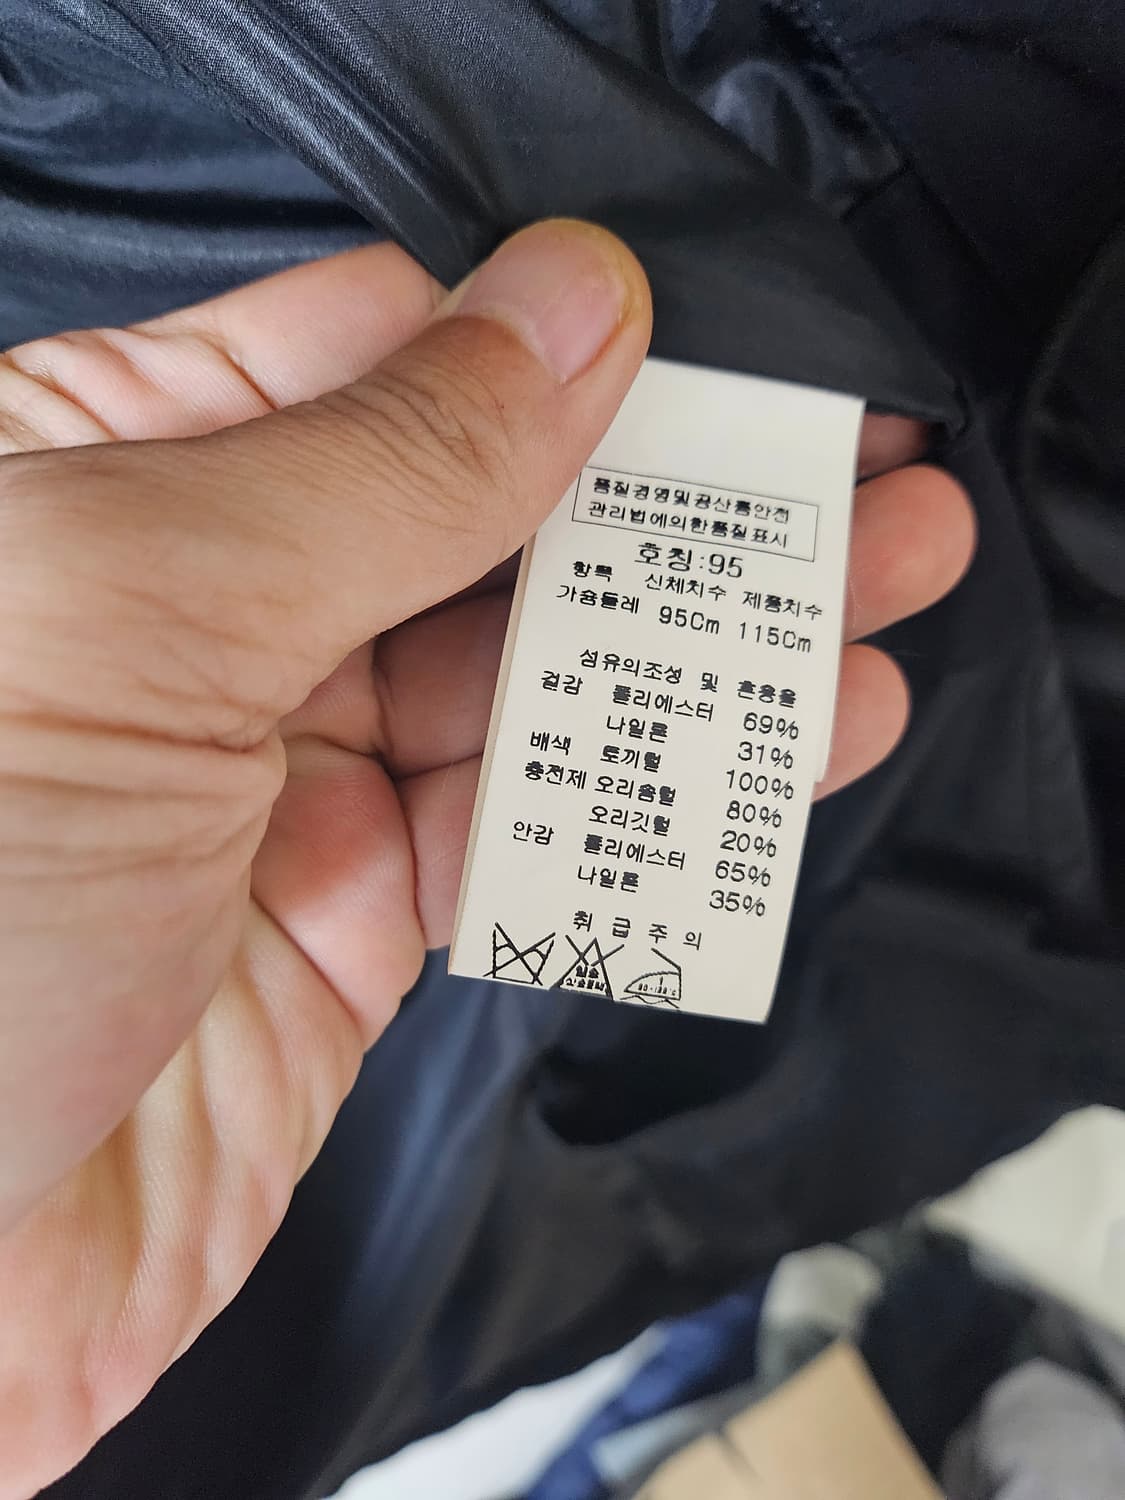 품질경영및공산품안전
관리법에의한품질표시
호칭:95
항목 신체치수 제품치수
가슴둘레 95Cm 115Cm
섬유의조성 및 혼용율
겉감 폴리에스터 69%
나일론 31%
배색 토끼털 100%
충전제 오리솜털 80%
오리깃털 20%
안감 폴리에스터 65%
나일론 35%
취 급 주 의
염소